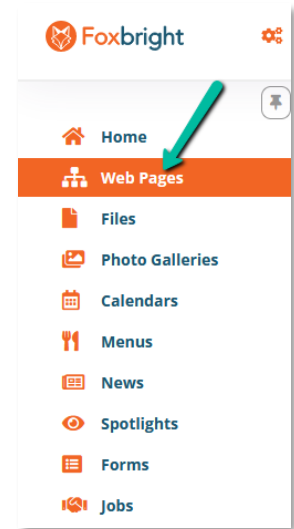 Foxbright
Home
Web Pages
Files
Photo Galleries
Calendars
Menus
News
Spotlights
Forms
Jobs